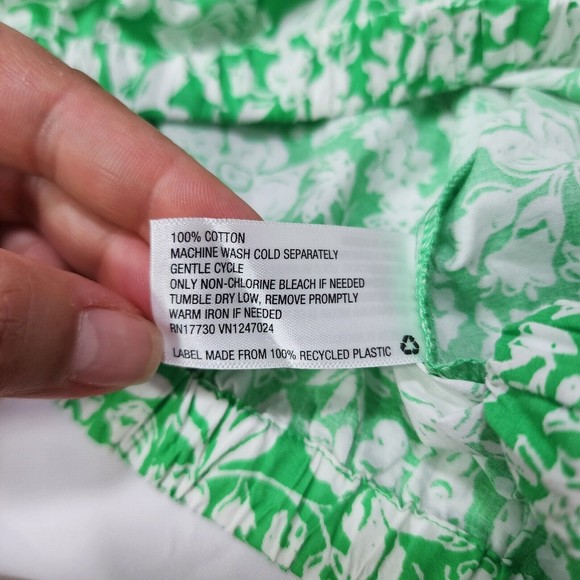 100% COTTON
MACHINE WASH COLD SEPARATELY
GENTLE CYCLE
ONLY NON-CHLORINE BLEACH IF NEEDED
TUMBLE DRY LOW, REMOVE PROMPTLY
WARM IRON IF NEEDED
RN17730 VN1247024
LABEL MADE FROM 100% RECYCLED PLASTIC